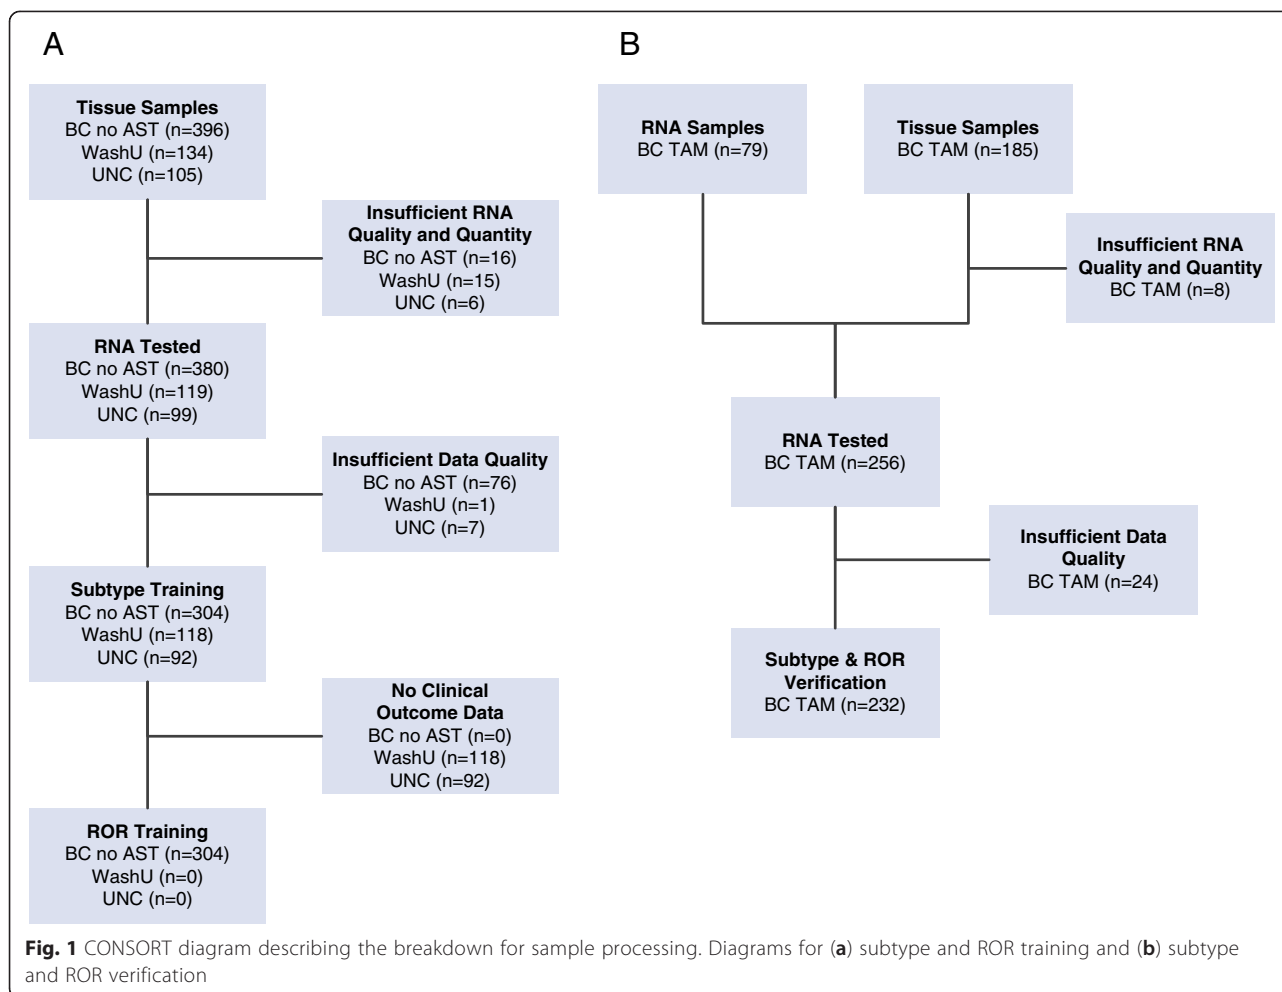 A
Tissue Samples
BC no AST (n=396)
WashU (n=134)
UNC (n=105)
Insufficient RNA
Quality and Quantity
BC no AST (n=16)
WashU (n=15)
UNC (n=6)
RNA Tested
BC no AST (n=380)
WashU (n=119)
UNC (n=99)
Insufficient Data Quality
BC no AST (n=76)
WashU (n=1)
UNC (n=7)
Subtype Training
BC no AST (n=304)
WashU (n=118)
UNC (n=92)
No Clinical
Outcome Data
BC no AST (n=0)
WashU (n=118)
UNC (n=92)
ROR Training
BC no AST (n=304)
WashU (n=0)
UNC (n=0)
B
RNA Samples
BC TAM (n=79)
Tissue Samples
BC TAM (n=185)
Insufficient RNA
Quality and Quantity
BC TAM (n=8)
RNA Tested
BC TAM (n=256)
Insufficient Data
Quality
BC TAM (n=24)
Subtype & ROR
Verification
BC TAM (n=232)
Fig. 1 CONSORT diagram describing the breakdown for sample processing. Diagrams for (a) subtype and ROR training and (b) subtype
and ROR verification